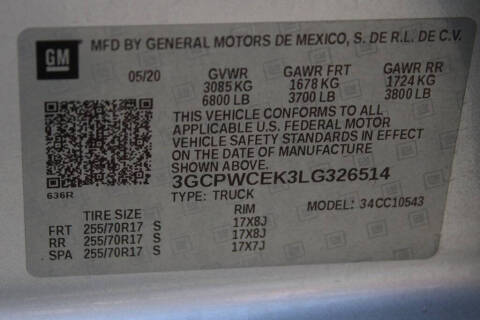 GM
MFD BY GENERAL MOTORS DE MEXICO, S. DE R.L. DE C.V.
05/20 GVWR GAWR FRT GAWR RR
3085 KG 1678 KG 1724 KG
6800 LB 3700 LB 3800 LB
THIS VEHICLE CONFORMS TO ALL
APPLICABLE U.S. FEDERAL MOTOR
VEHICLE SAFETY STANDARDS IN EFFECT
ON THE DATE OF MANUFACTURE
SHOWN ABOVE.
636R
3GCPWCEK3LG326514
TYPE: TRUCK MODEL: 34CC10543
TIRE SIZE RIM
FRT 255/70R17 S 17X8J
RR 255/70R17 S 17X8J
SPA 255/70R17 S 17X7J